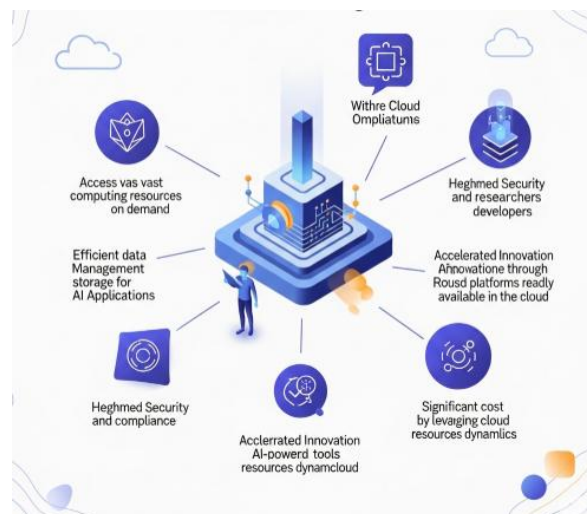 Withre Cloud
Ompliatums
Access vas vast
computing resources
on demand
Heghmed Security
and researchers
developers
Efficient data
Management
storage for
AI Applications
Accelerated Innovation
Ahnowatione through
Rousd platforms readly
available in the cloud
Heghmed Security
and compliance
Acclerrated Innovation
AI-powerd tools
resources dynamcloud
Significant cost
by levaging cloud
resources dynamlics